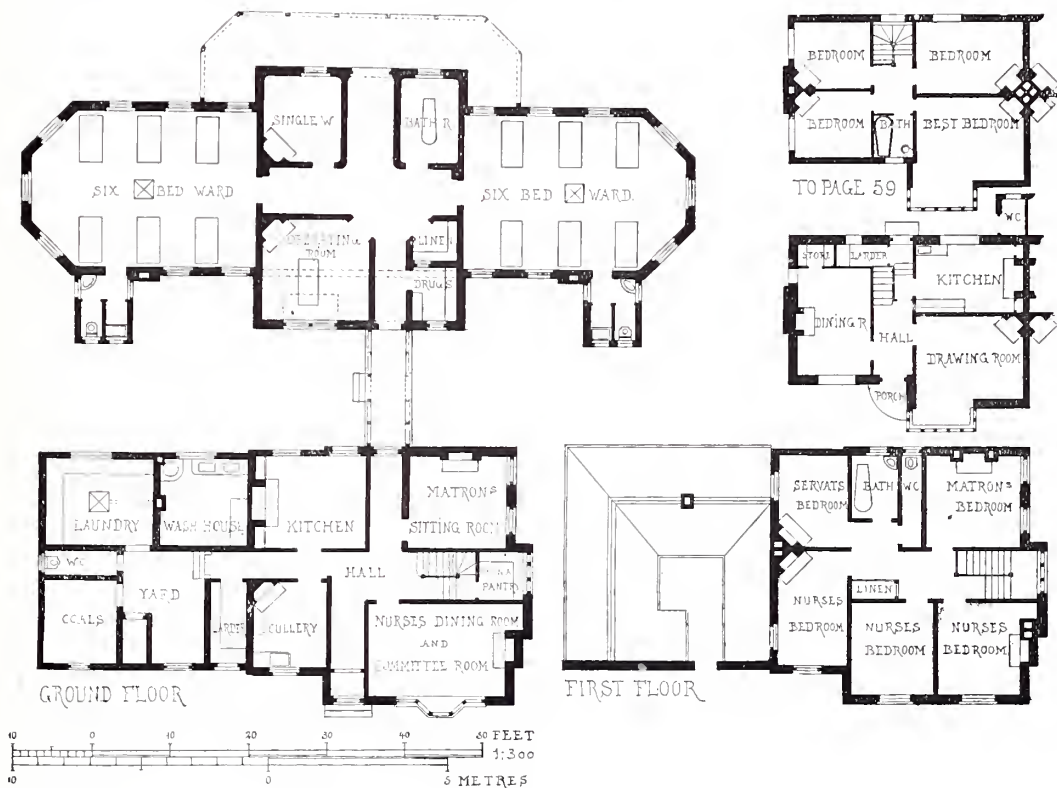 SINGLE W
BATH R
SIX BED WARD
SIX BED WARD.
OPERATING
ROOM
LINEN
DRUGS
BEDROOM
BEDROOM
BEDROOM
BATH
BEST BEDROOM
TO PAGE 59
WC
STORE
LARDER
KITCHEN
DINING R
HALL
DRAWING ROOM
PORCH
LAUNDRY
WASH HOUSE
KITCHEN
MATRONS
SITTING ROOM
WC
HALL
PANTRY
YARD
COALS
LARDER
SCULLERY
NURSES DINING ROOM
AND
COMMITTEE ROOM
GROUND FLOOR
SERVATS
BEDROOM
BATH
WC
MATRONS
BEDROOM
LINEN
NURSES
BEDROOM
NURSES
BEDROOM
NURSES
BEDROOM
FIRST FLOOR
10 0 10 20 30 40 50 FEET
1:300
10 0 5 METRES